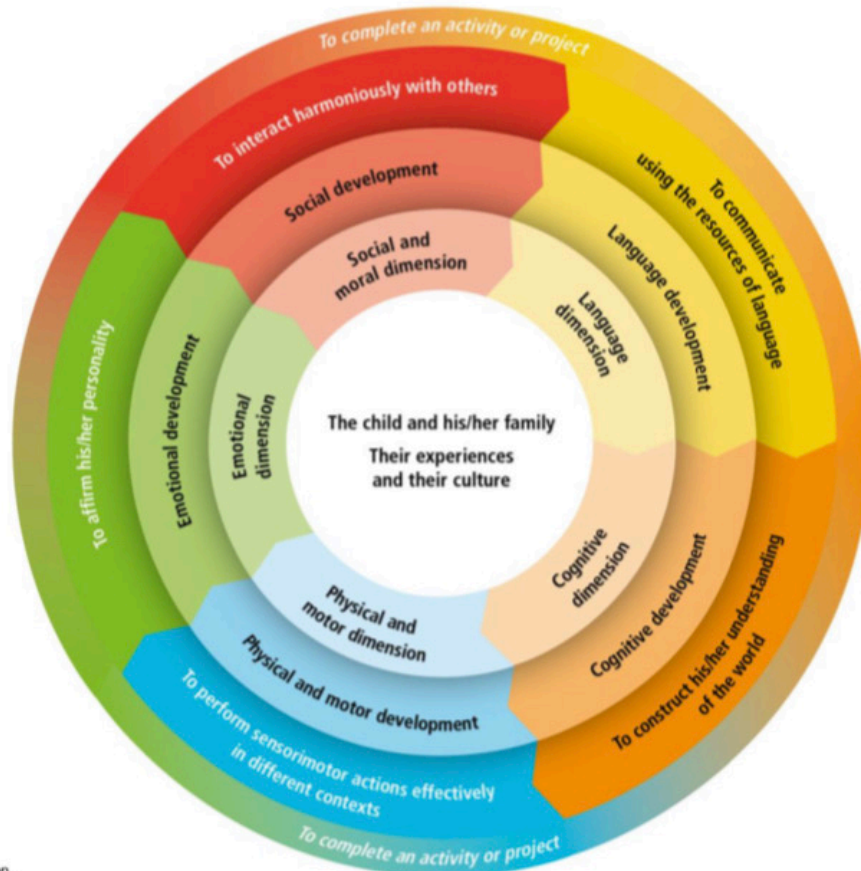 To complete an activity or project
To interact harmoniously with others
Social development
Social and
moral dimension
To communicate
using the resources of language
Language development
Language
dimension
To affirm his/her personality
Emotional development
Emotional
dimension
The child and his/her family
Their experiences
and their culture
Cognitive
dimension
Cognitive development
To construct his/her understanding
of the world
Physical and
motor dimension
Physical and motor development
To perform sensorimotor actions effectively
in different contexts
To complete an activity or project